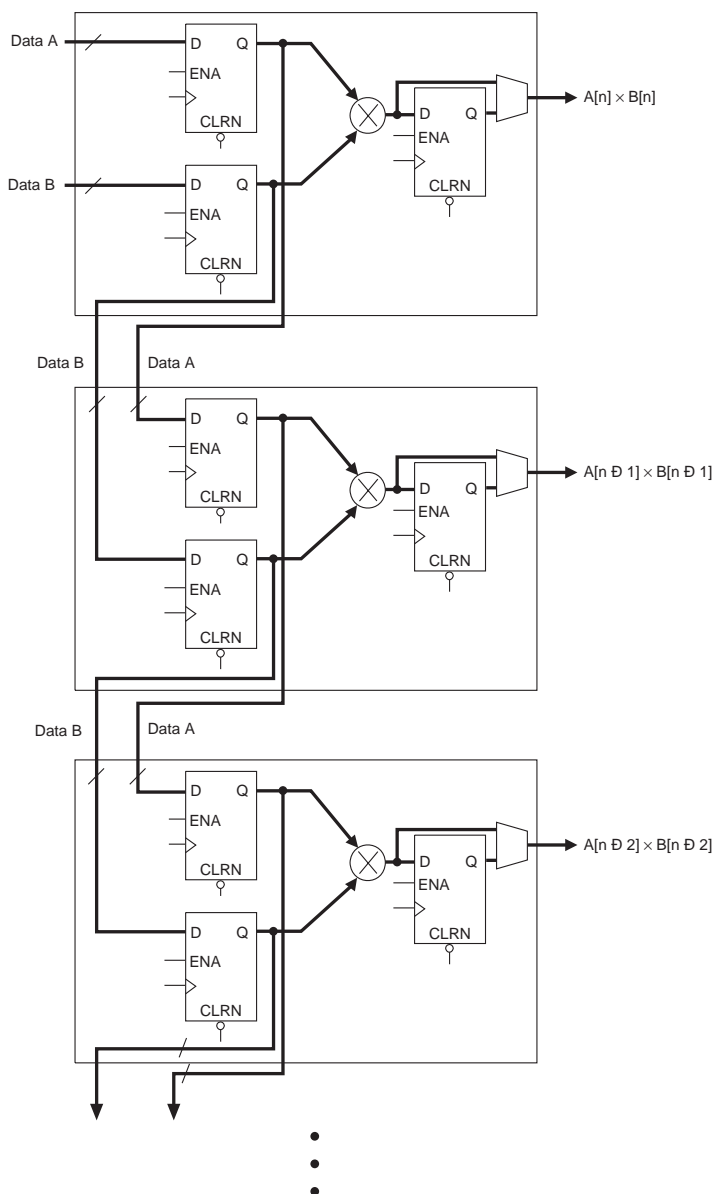 Data A
D Q
ENA
CLRN
D Q
ENA
CLRN
A[n] × B[n]
Data B
D Q
ENA
CLRN
Data B
Data A
D Q
ENA
CLRN
D Q
ENA
CLRN
A[n Ð 1] × B[n Ð 1]
D Q
ENA
CLRN
Data B
Data A
D Q
ENA
CLRN
D Q
ENA
CLRN
A[n Ð 2] × B[n Ð 2]
D Q
ENA
CLRN